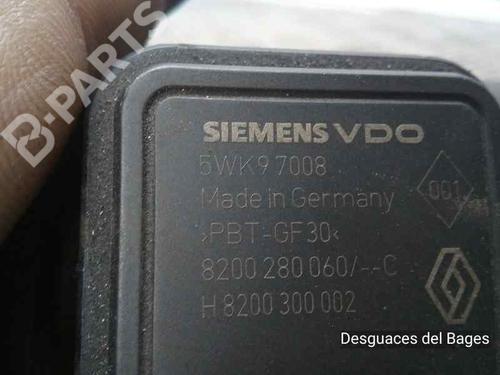 B-PARTS
SIEMENS VDO
5WK9 7008
Made in Germany
001
>PBT-GF30<
8200 280 060/--C
H 8200 300 002
Desguaces del Bages